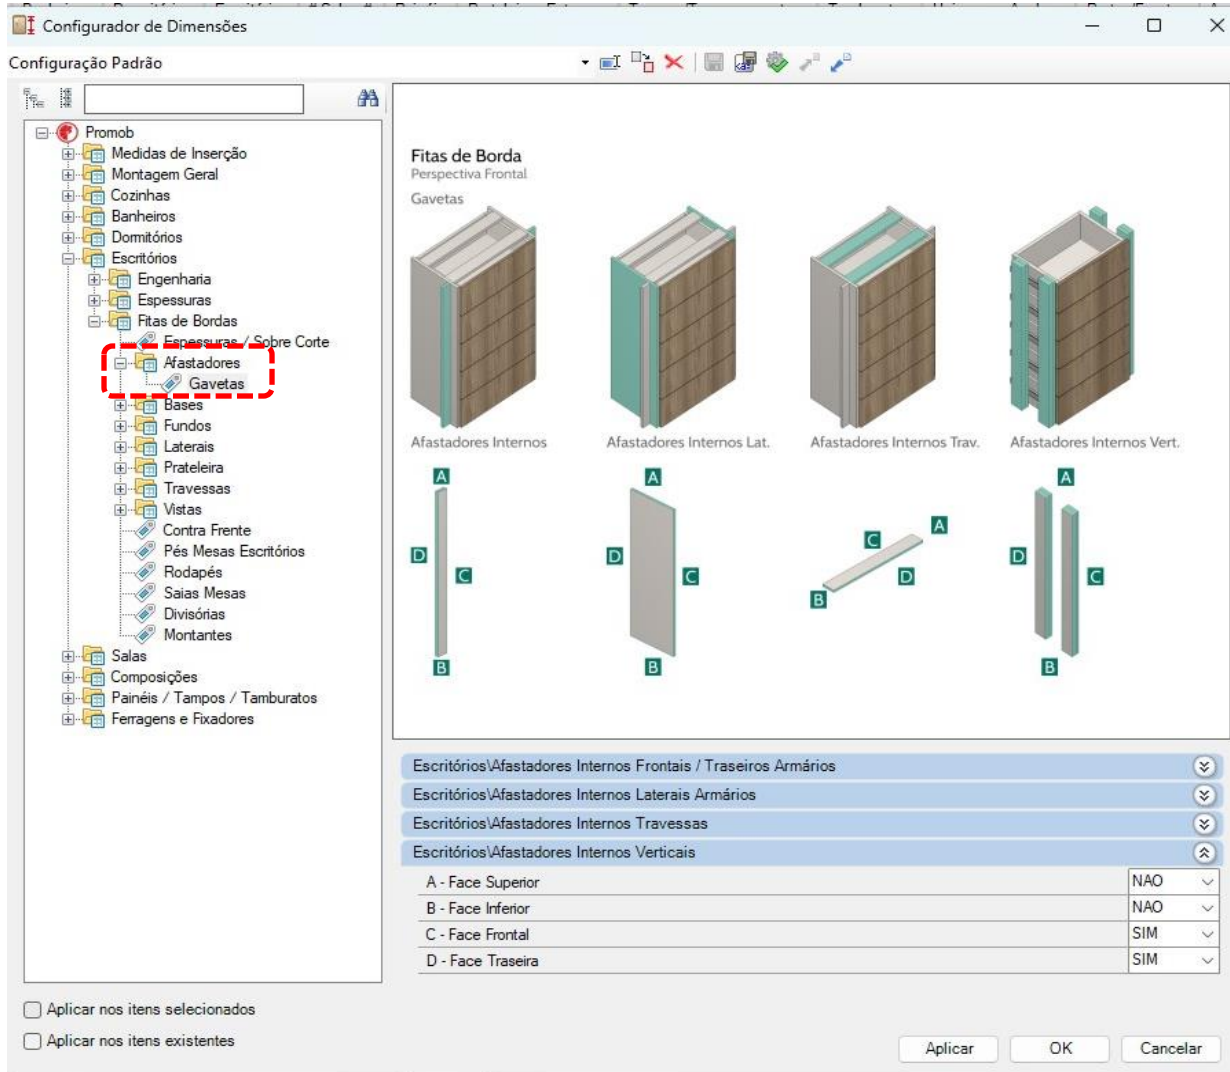 Configurador de Dimensões
Configuração Padrão
Promob
Medidas de Inserção
Montagem Geral
Cozinhas
Banheiros
Dormitórios
Escritórios
Engenharia
Espessuras
Fitas de Bordas
Espessuras / Sobre Corte
Afastadores
Gavetas
Bases
Fundos
Laterais
Prateleira
Travessas
Vistas
Contra Frente
Pés Mesas Escritórios
Rodapés
Saias Mesas
Divisórias
Montantes
Salas
Composições
Painéis / Tampos / Tamburatos
Ferragens e Fixadores
Fitas de Borda
Perspectiva Frontal
Gavetas
Afastadores Internos
Afastadores Internos Lat.
Afastadores Internos Trav.
Afastadores Internos Vert.
A
D
C
B
A
D
C
B
A
C
D
B
A
D
C
B
Escritórios\Afastadores Internos Frontais / Traseiros Armários
Escritórios\Afastadores Internos Laterais Armários
Escritórios\Afastadores Internos Travessas
Escritórios\Afastadores Internos Verticais
A - Face Superior NAO
B - Face Inferior NAO
C - Face Frontal SIM
D - Face Traseira SIM
Aplicar nos itens selecionados
Aplicar nos itens existentes
Aplicar OK Cancelar